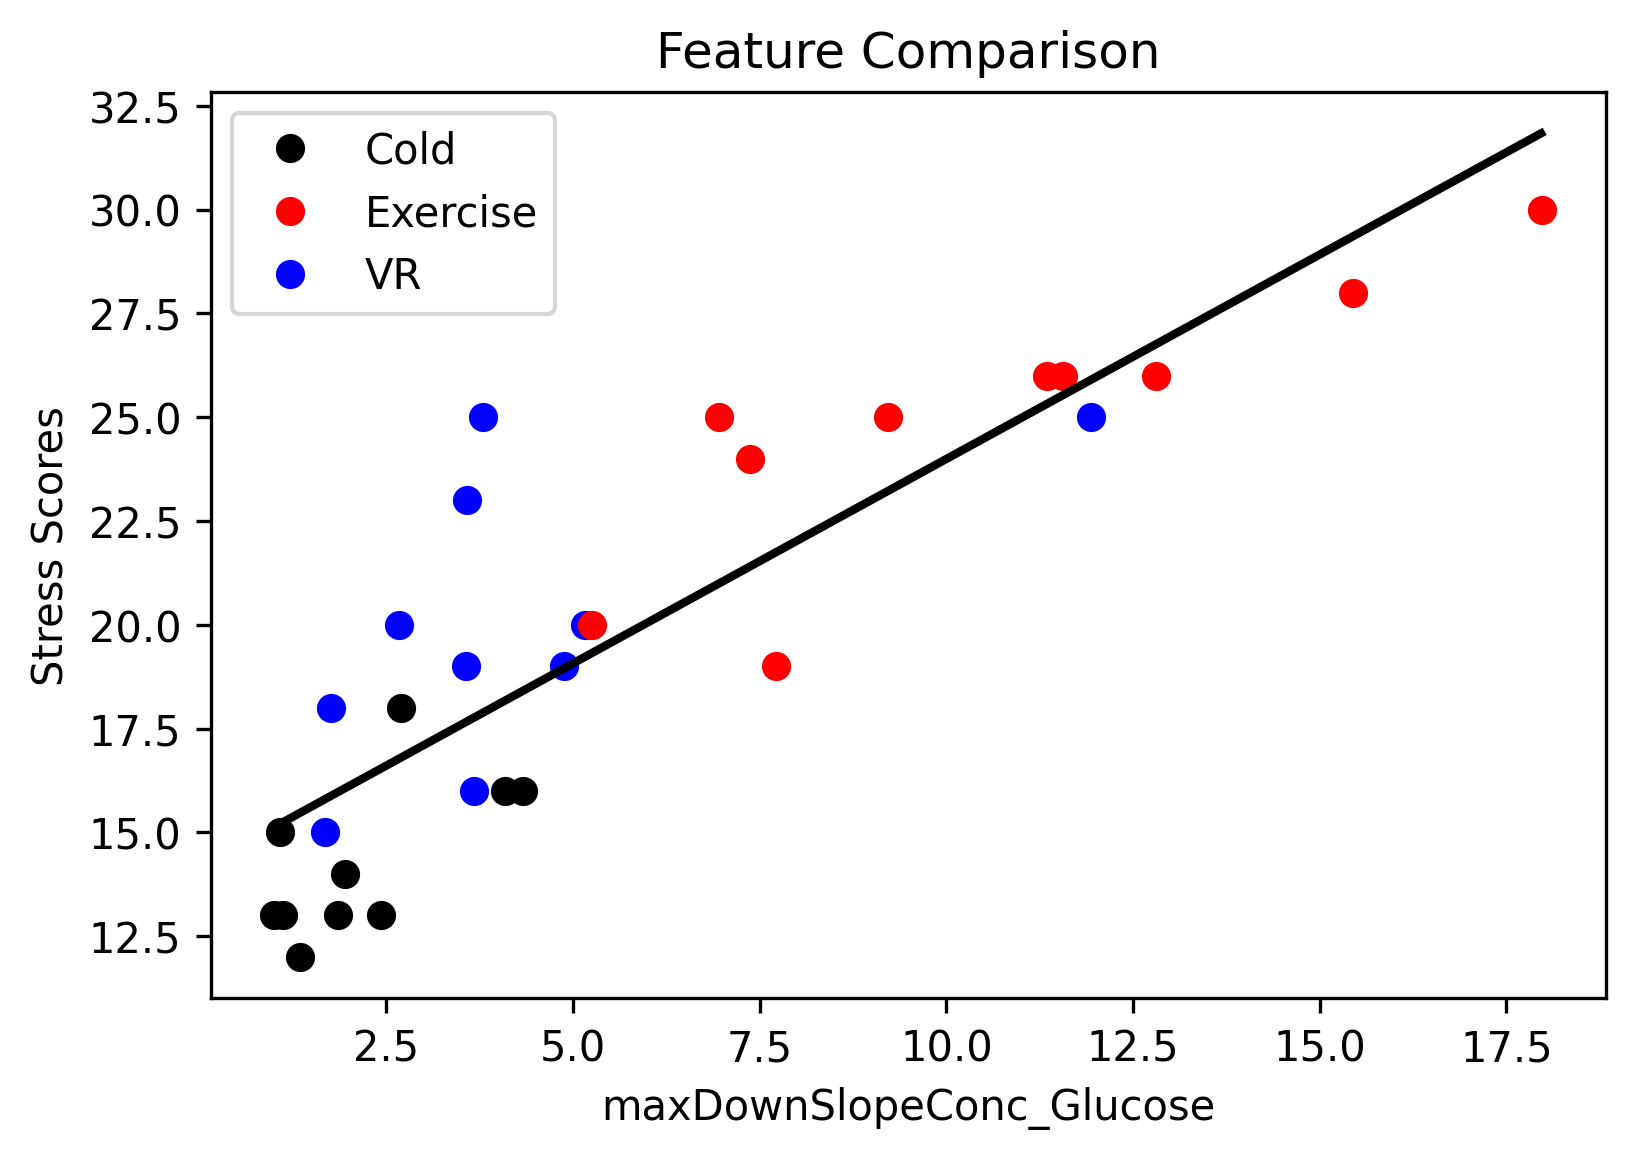 Feature Comparison
32.5
30.0
27.5
25.0
22.5
20.0
17.5
15.0
12.5
Cold
Exercise
VR
Stress Scores
2.5 5.0 7.5 10.0 12.5 15.0 17.5
maxDownSlopeConc_Glucose